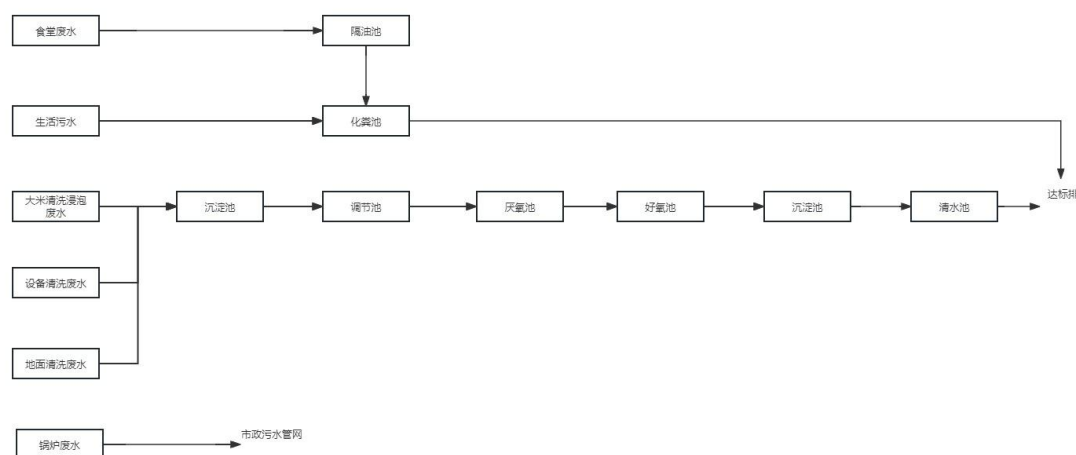 食堂废水
隔油池
生活污水
化粪池
大米清洗浸泡
废水
沉淀池
调节池
厌氧池
好氧池
沉淀池
清水池
达标排
设备清洗废水
地面清洗废水
锅炉废水
市政污水管网